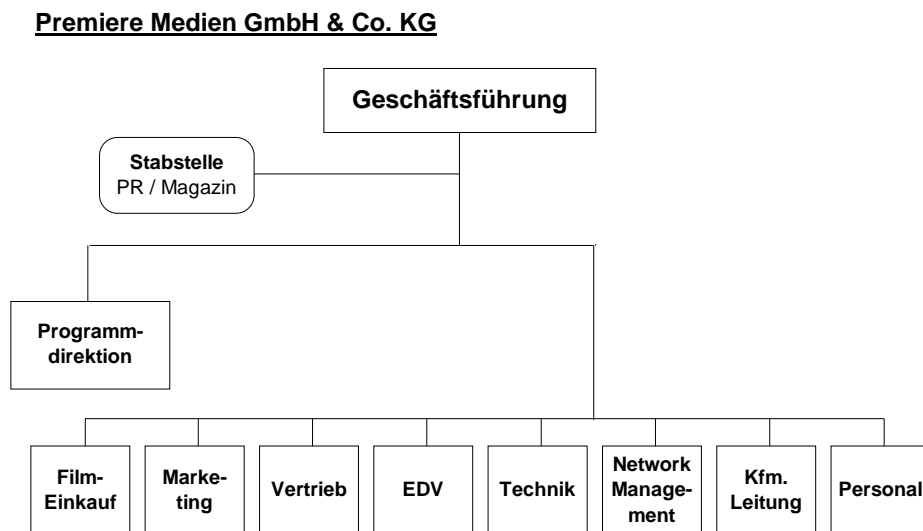 Premiere Medien GmbH & Co. KG
Geschäftsführung
Stabstelle
PR / Magazin
Programm-
direktion
Film-
Einkauf
Marke-
ting
Vertrieb
EDV
Technik
Network
Manage-
ment
Kfm.
Leitung
Personal